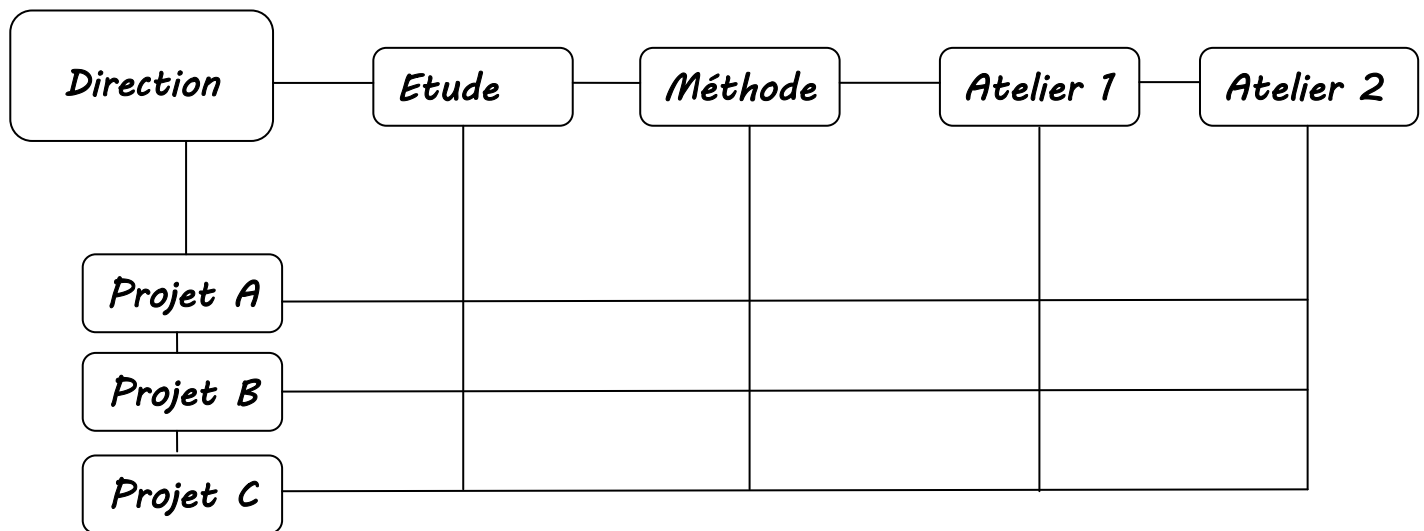 Direction
Etude
Méthode
Atelier 1
Atelier 2
Projet A
Projet B
Projet C